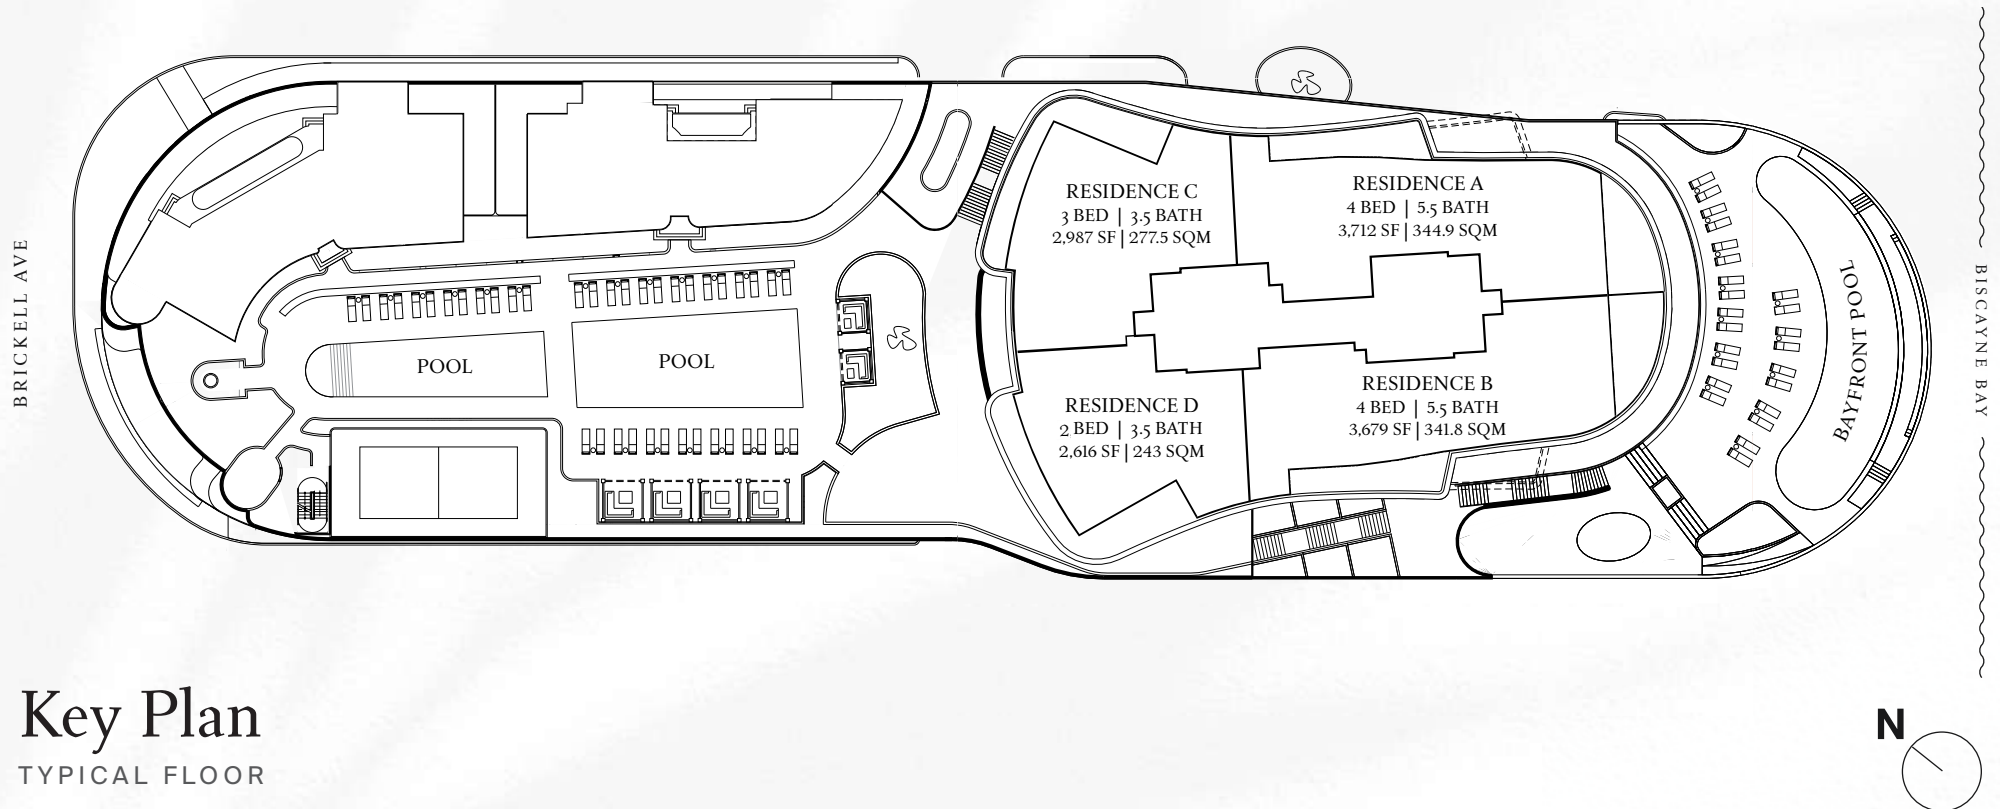 BRICKELL AVE
POOL
POOL
RESIDENCE C
3 BED | 3.5 BATH
2,987 SF | 277.5 SQM
RESIDENCE A
4 BED | 5.5 BATH
3,712 SF | 344.9 SQM
RESIDENCE D
2 BED | 3.5 BATH
2,616 SF | 243 SQM
RESIDENCE B
4 BED | 5.5 BATH
3,679 SF | 341.8 SQM
BAYFRONT POOL
BISCAYNE BAY
Key Plan
TYPICAL FLOOR
N